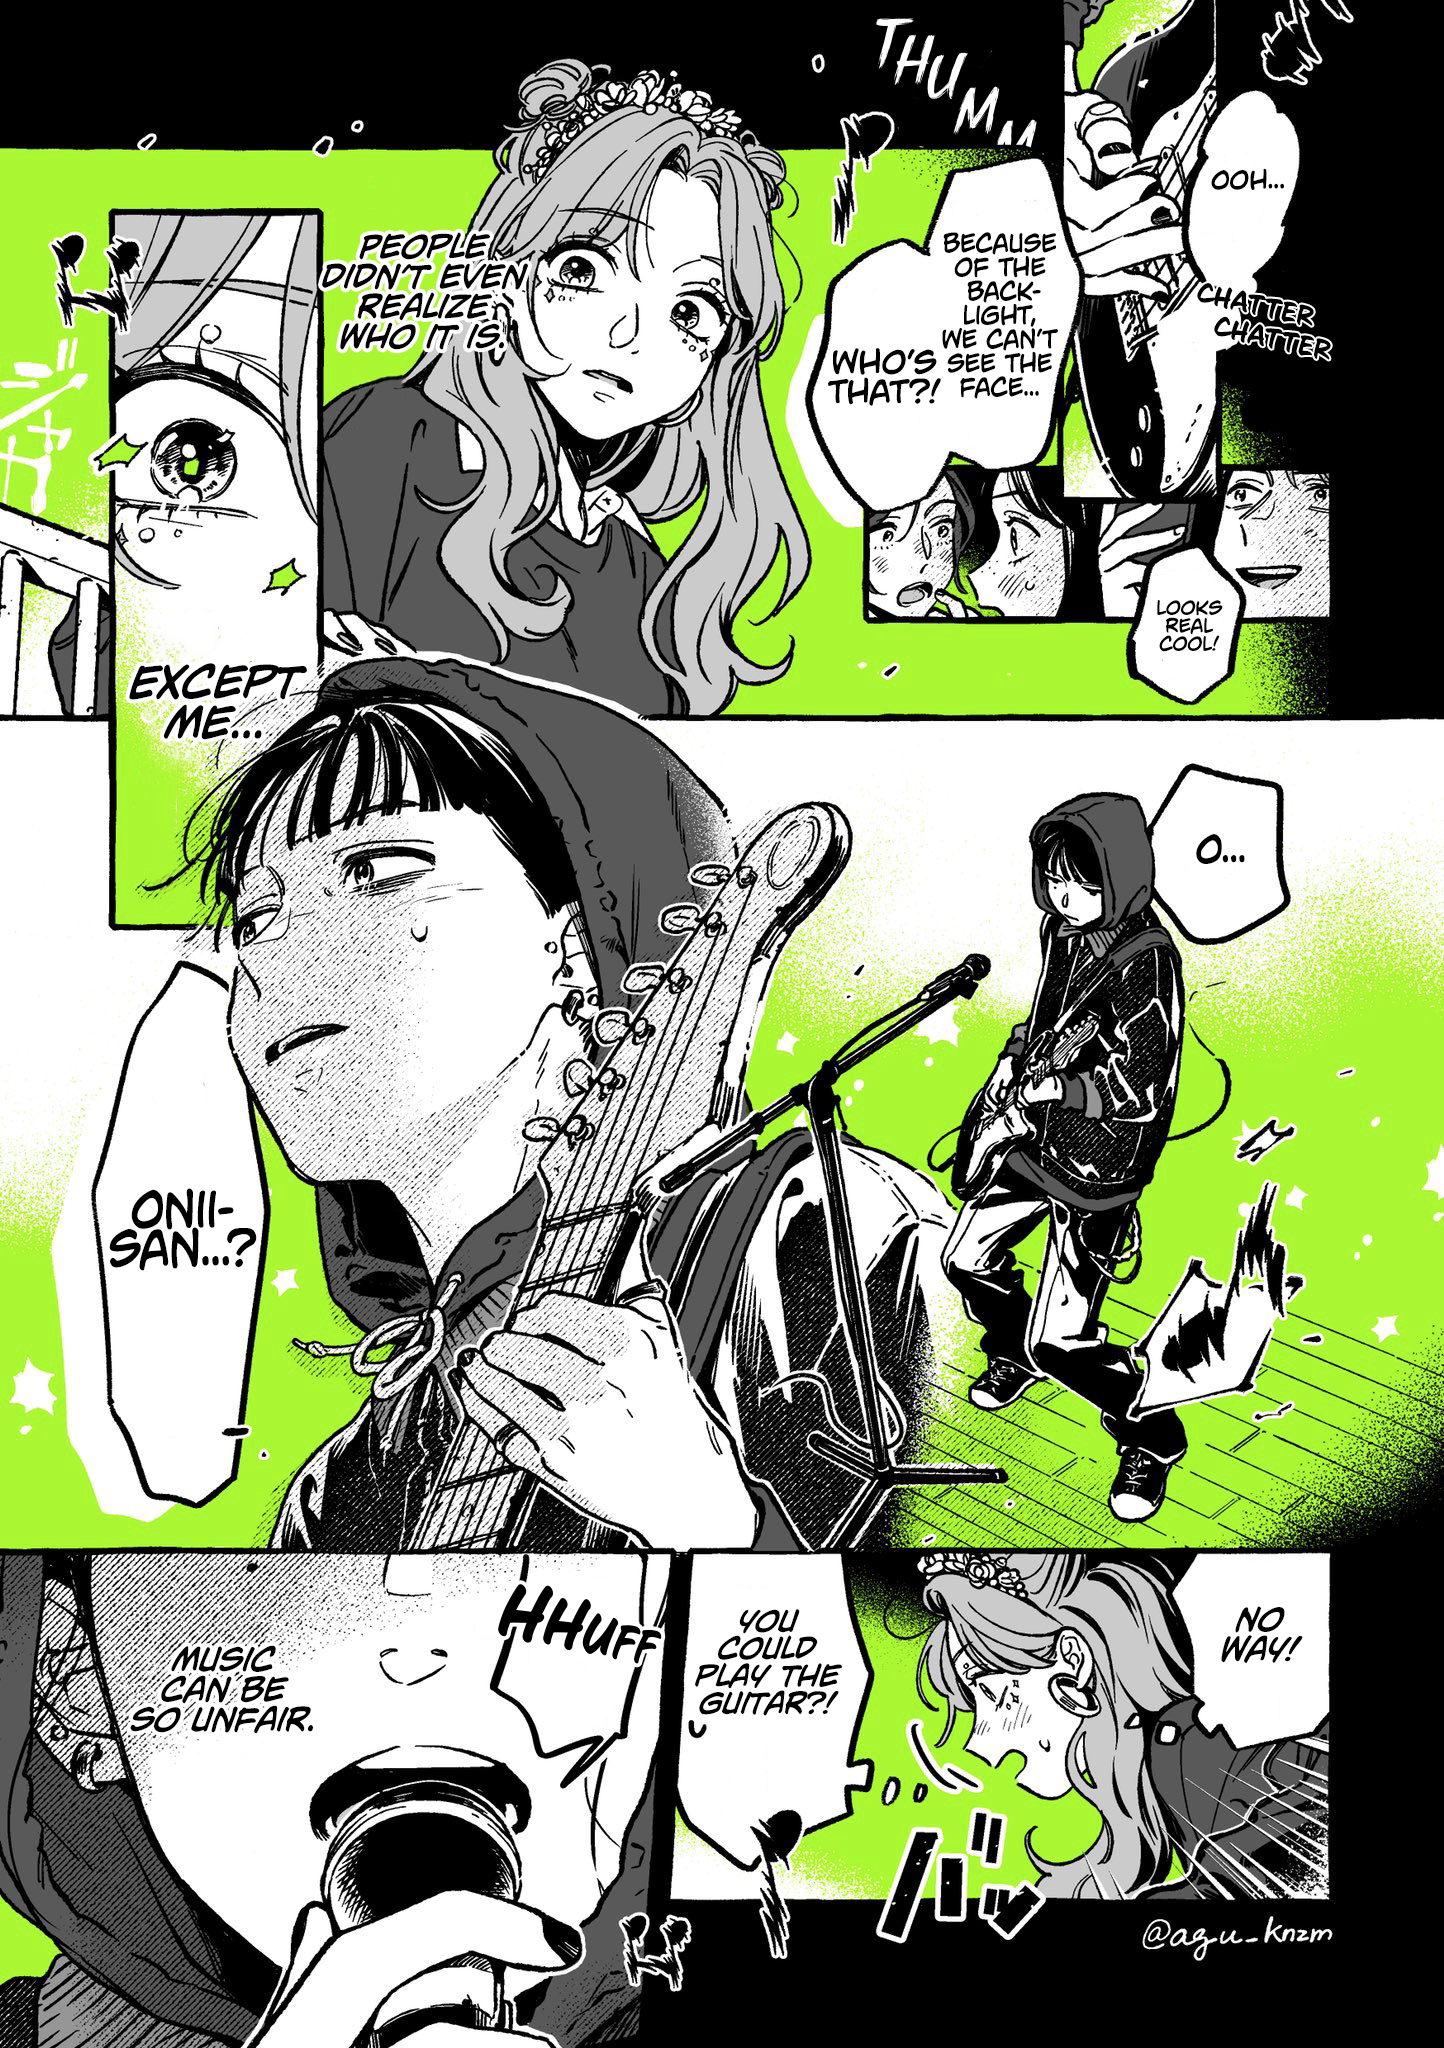 THUMM
OOH...
CHATTER
CHATTER
BECAUSE
OF THE
BACK-
LIGHT,
WE CAN'T
SEE THE
FACE...
WHO'S
THAT?!
LOOKS
REAL
COOL!
PEOPLE
DIDN'T EVEN
REALIZE
WHO IT IS.
EXCEPT
ME...
O...
ONII-
SAN...?
NO
WAY!
YOU
COULD
PLAY THE
GUITAR?!
バッ
HHUFF
MUSIC
CAN BE
SO UNFAIR.
@agu_knzm